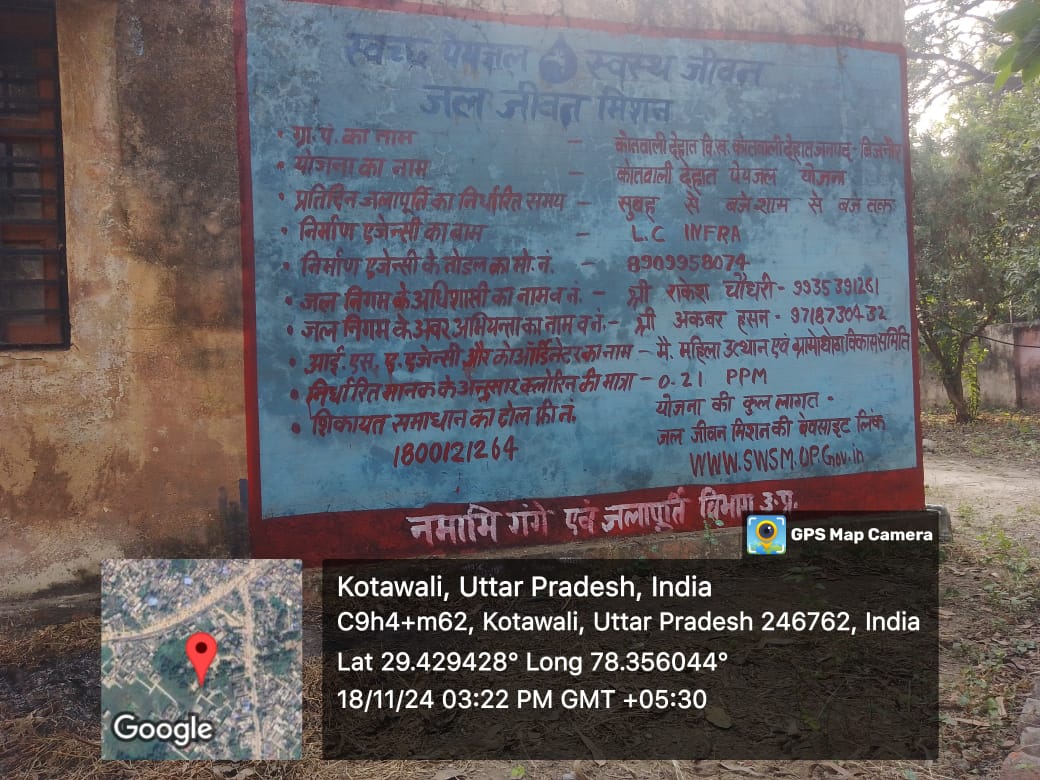 स्वच्छ पेयजल स्वस्थ जीवन
जल जीवन मिशन
• ग्रा.पं. का नाम – कोतवाली देहात वि.ख. कोतवाली देहात जनपद - बिजनौर
• योजना का नाम – कोतवाली देहात पेयजल योजना
• प्रतिदिन जलापूर्ति का निर्धारित समय – सुबह से बजे शाम से बजे तक
• निर्माण एजेन्सी का नाम – L.C INFRA
• निर्माण एजेन्सी के मो. नं. – 8909958074
• जल निगम के अधिशासी का नाम व नं. – श्री राकेश चौधरी - 9935391261
• जल निगम के अवर अभियन्ता का नाम व नं. – श्री अकबर हसन - 9718730432
• आई.एस.ए. एजेन्सी और कोऑर्डिनेटर का नाम – मै. महिला उत्थान एवं ग्रामोद्योग विकास समिति
• निर्धारित मानक के अनुसार क्लोरिन की मात्रा – 0.21 PPM
• शिकायत समाधान का टोल फ्री नं.
1800121264
योजना की कुल लागत -
जल जीवन मिशन की वेबसाइट लिंक
WWW.SWSM.UP.Gov.in
नमामि गंगे एवं जलापूर्ति विभाग उ.प्र.
GPS Map Camera
Kotawali, Uttar Pradesh, India
C9h4+m62, Kotawali, Uttar Pradesh 246762, India
Lat 29.429428° Long 78.356044°
18/11/24 03:22 PM GMT +05:30
Google